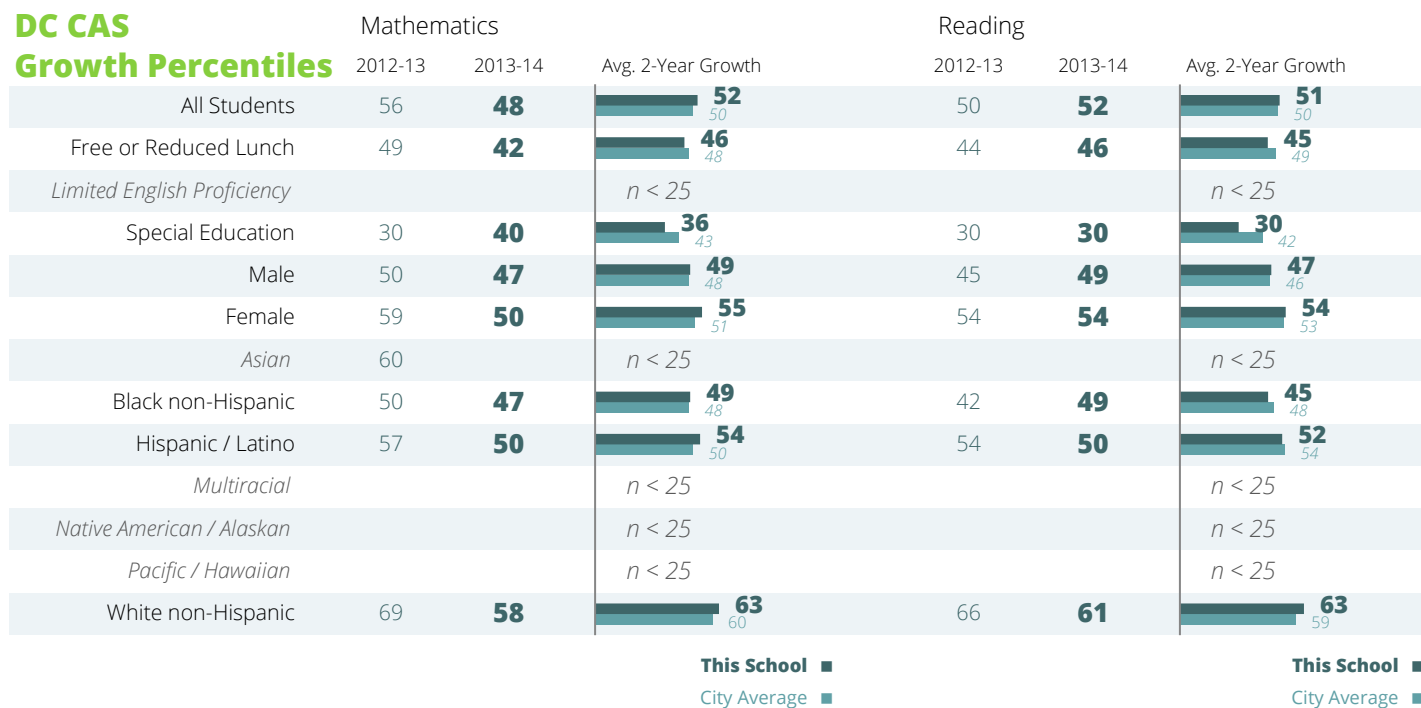 DC CAS
Growth Percentiles
Mathematics Reading
2012-13 2013-14 Avg. 2-Year Growth 2012-13 2013-14 Avg. 2-Year Growth
All Students 56 48 52 50 50 52 51 50
Free or Reduced Lunch 49 42 46 48 44 46 45 49
Limited English Proficiency n < 25 n < 25
Special Education 30 40 36 43 30 30 30 42
Male 50 47 49 48 45 49 47 46
Female 59 50 55 51 54 54 54 53
Asian 60 n < 25 n < 25
Black non-Hispanic 50 47 49 48 42 49 45 48
Hispanic / Latino 57 50 54 50 54 50 52 54
Multiracial n < 25 n < 25
Native American / Alaskan n < 25 n < 25
Pacific / Hawaiian n < 25 n < 25
White non-Hispanic 69 58 63 60 66 61 63 59
This School This School
City Average City Average